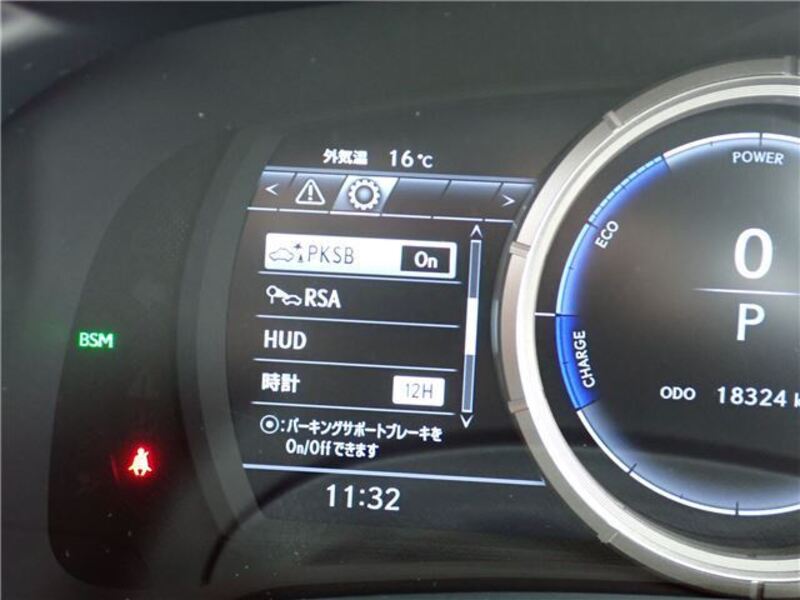 外気温 16℃
< >
PKSB On
RSA
HUD
時計 12H
◉:パーキングサポートブレーキを
On/Offできます
11:32
BSM
POWER
ECO
CHARGE
0
P
ODO 18324